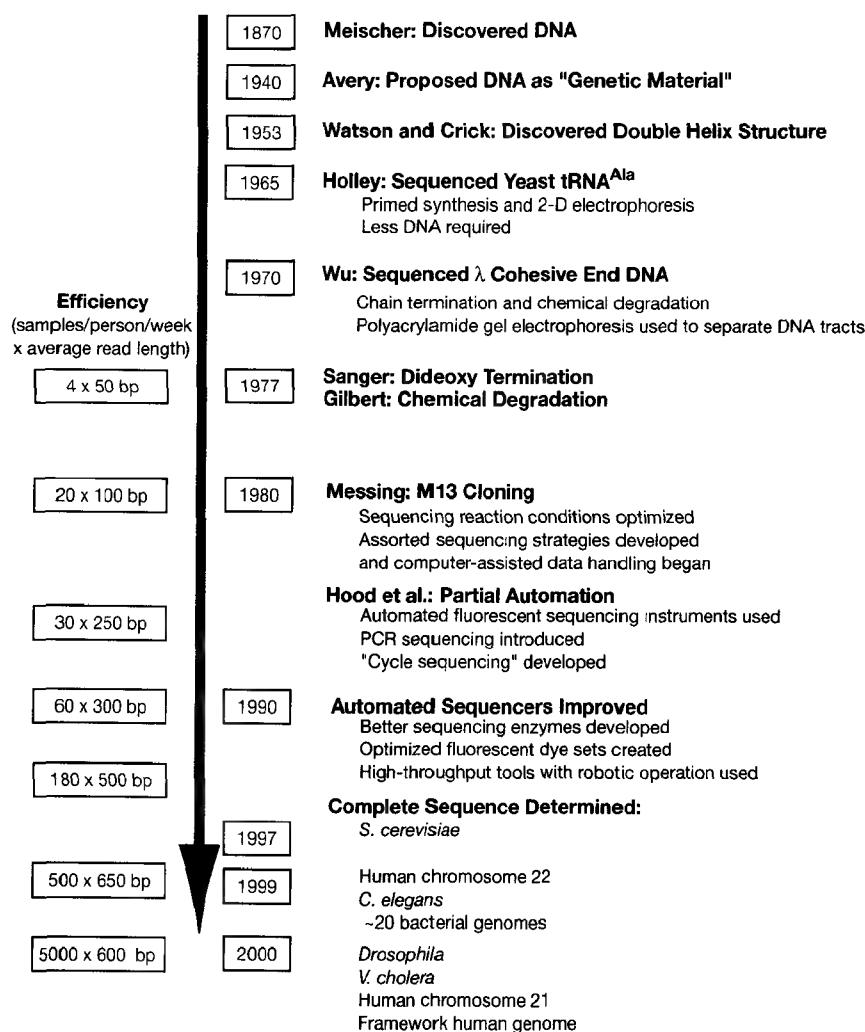 1870 Meischer: Discovered DNA
1940 Avery: Proposed DNA as "Genetic Material"
1953 Watson and Crick: Discovered Double Helix Structure
1965 Holley: Sequenced Yeast tRNA^Ala
Primed synthesis and 2-D electrophoresis
Less DNA required
1970 Wu: Sequenced λ Cohesive End DNA
Chain termination and chemical degradation
Polyacrylamide gel electrophoresis used to separate DNA tracts
Efficiency
(samples/person/week
x average read length)
4 x 50 bp 1977 Sanger: Dideoxy Termination
Gilbert: Chemical Degradation
20 x 100 bp 1980 Messing: M13 Cloning
Sequencing reaction conditions optimized
Assorted sequencing strategies developed
and computer-assisted data handling began
Hood et al.: Partial Automation
Automated fluorescent sequencing instruments used
30 x 250 bp PCR sequencing introduced
"Cycle sequencing" developed
60 x 300 bp 1990 Automated Sequencers Improved
Better sequencing enzymes developed
Optimized fluorescent dye sets created
180 x 500 bp High-throughput tools with robotic operation used
Complete Sequence Determined:
1997 S. cerevisiae
500 x 650 bp 1999 Human chromosome 22
C. elegans
~20 bacterial genomes
5000 x 600 bp 2000 Drosophila
V. cholera
Human chromosome 21
Framework human genome